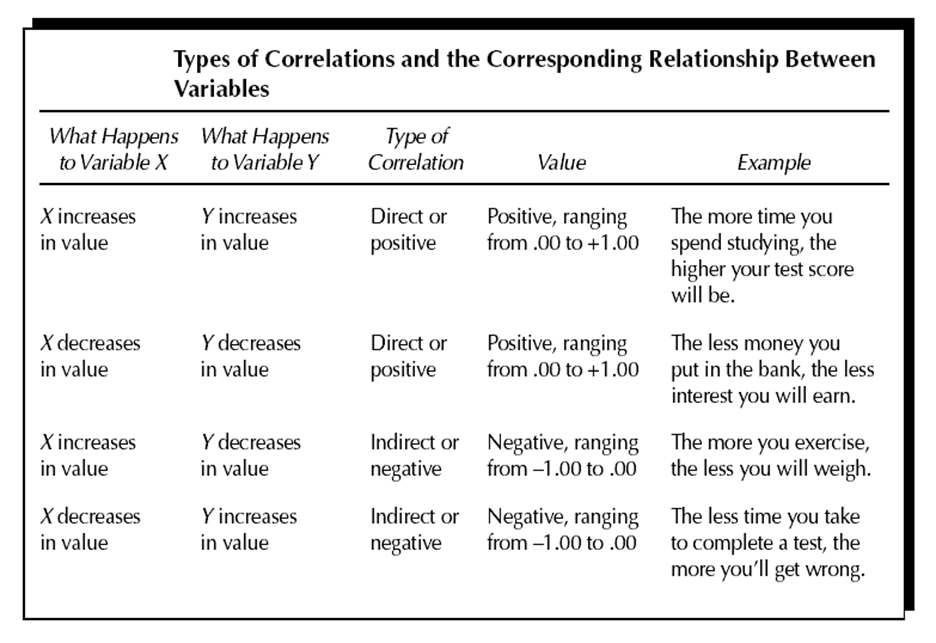 Types of Correlations and the Corresponding Relationship Between
Variables
What Happens to Variable X
What Happens to Variable Y
Type of Correlation
Value
Example
X increases in value
Y increases in value
Direct or positive
Positive, ranging from .00 to +1.00
The more time you spend studying, the higher your test score will be.
X decreases in value
Y decreases in value
Direct or positive
Positive, ranging from .00 to +1.00
The less money you put in the bank, the less interest you will earn.
X increases in value
Y decreases in value
Indirect or negative
Negative, ranging from –1.00 to .00
The more you exercise, the less you will weigh.
X decreases in value
Y increases in value
Indirect or negative
Negative, ranging from –1.00 to .00
The less time you take to complete a test, the more you'll get wrong.